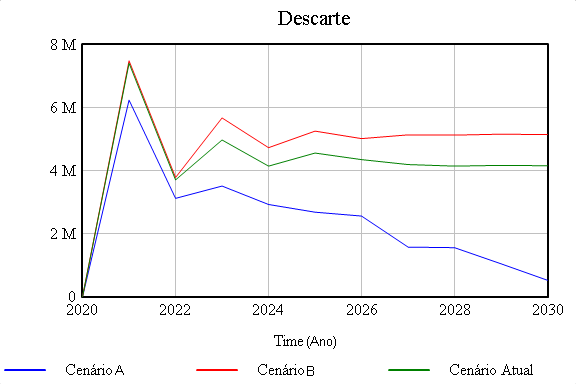 Descarte
8 M
6 M
4 M
2 M
0
2020 2022 2024 2026 2028 2030
Time (Ano)
Cenário A Cenário B Cenário Atual